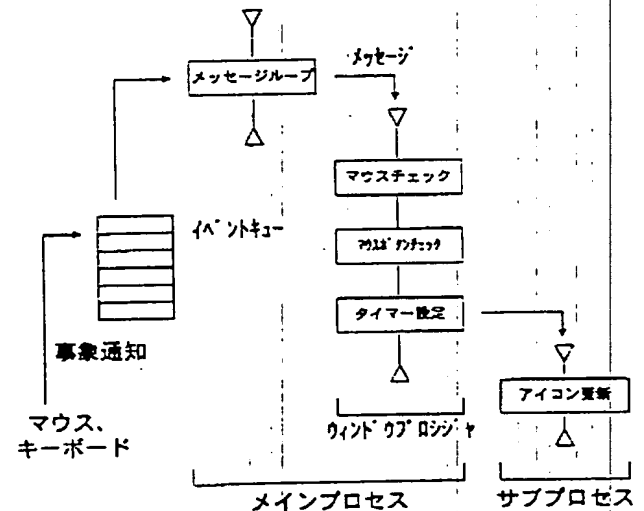 メッセージループ
メッセージ
マウスチェック
イベントキュー
マウスボタンチェック
タイマー設定
事象通知
アイコン更新
マウス、
キーボード
ウィンドウプロシジャ
メインプロセス
サブプロセス